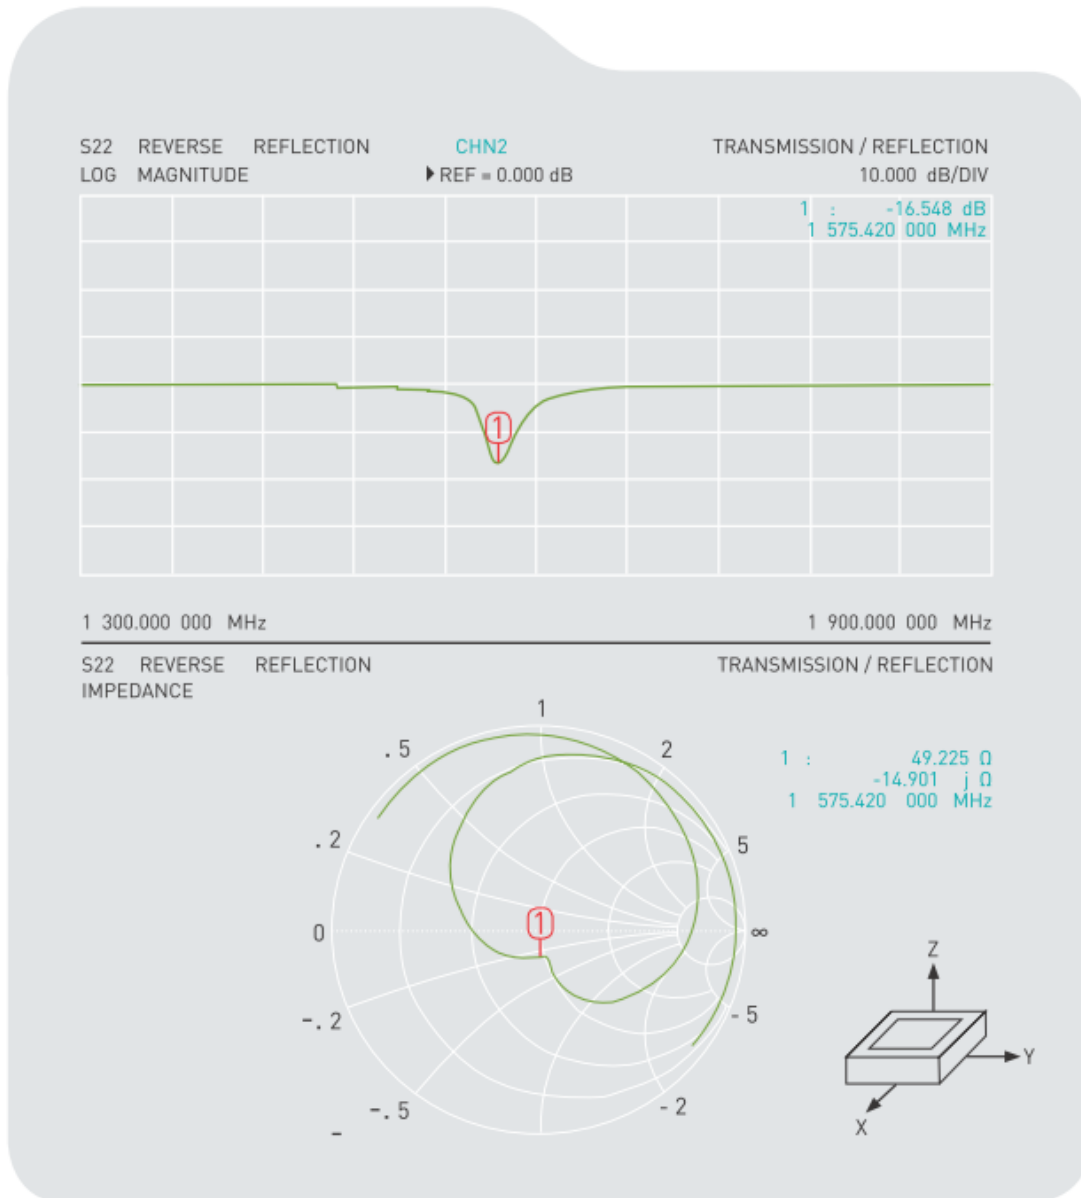 S22 REVERSE REFLECTION CHN2 TRANSMISSION / REFLECTION
LOG MAGNITUDE ▶REF = 0.000 dB 10.000 dB/DIV
1 : -16.548 dB
1 575.420 000 MHz
1
1 300.000 000 MHz 1 900.000 000 MHz
S22 REVERSE REFLECTION TRANSMISSION / REFLECTION
IMPEDANCE
1
.5 2
1 : 49.225 Ω
-14.901 j Ω
1 575.420 000 MHz
.2 5
1
0 ∞
Z
-.2 -5
Y
-.5 -2
X
-